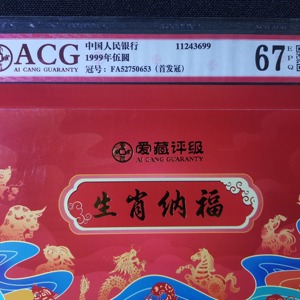 ACG
AI CANG GUARANTY
中国人民银行 11243699
1999年伍圆
冠号：FA52750653（首发冠）
67 EPQ
爱藏评级
AI CANG GUARANTY
生肖纳福